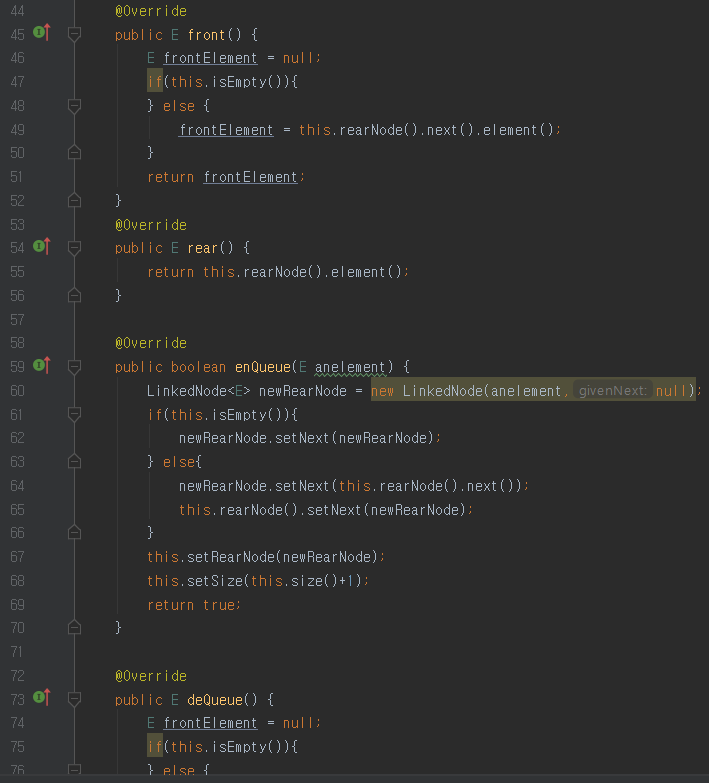 44 @Override
45 public E front() {
46 E frontElement = null;
47 if(this.isEmpty()){
48 } else {
49 frontElement = this.rearNode().next().element();
50 }
51 return frontElement;
52 }
53 @Override
54 public E rear() {
55 return this.rearNode().element();
56 }
57
58 @Override
59 public boolean enQueue(E anelement) {
60 LinkedNode<E> newRearNode = new LinkedNode(anelement, givenNext: null);
61 if(this.isEmpty()){
62 newRearNode.setNext(newRearNode);
63 } else{
64 newRearNode.setNext(this.rearNode().next());
65 this.rearNode().setNext(newRearNode);
66 }
67 this.setRearNode(newRearNode);
68 this.setSize(this.size()+1);
69 return true;
70 }
71
72 @Override
73 public E deQueue() {
74 E frontElement = null;
75 if(this.isEmpty()){
76 } else {